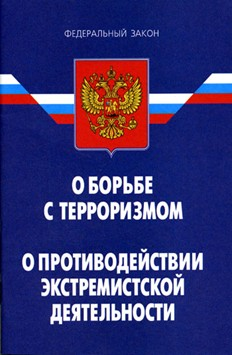 ФЕДЕРАЛЬНЫЙ ЗАКОН
О БОРЬБЕ
С ТЕРРОРИЗМОМ
О ПРОТИВОДЕЙСТВИИ
ЭКСТРЕМИСТСКОЙ
ДЕЯТЕЛЬНОСТИ